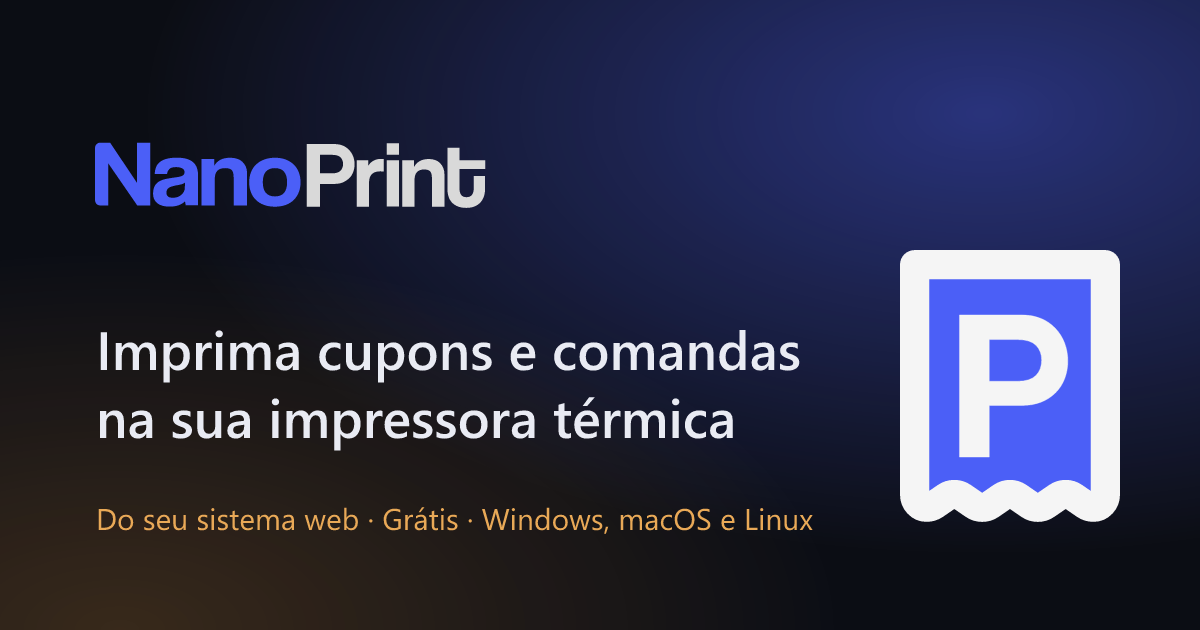 NanoPrint
Imprima cupons e comandas
na sua impressora térmica
Do seu sistema web · Grátis · Windows, macOS e Linux
P